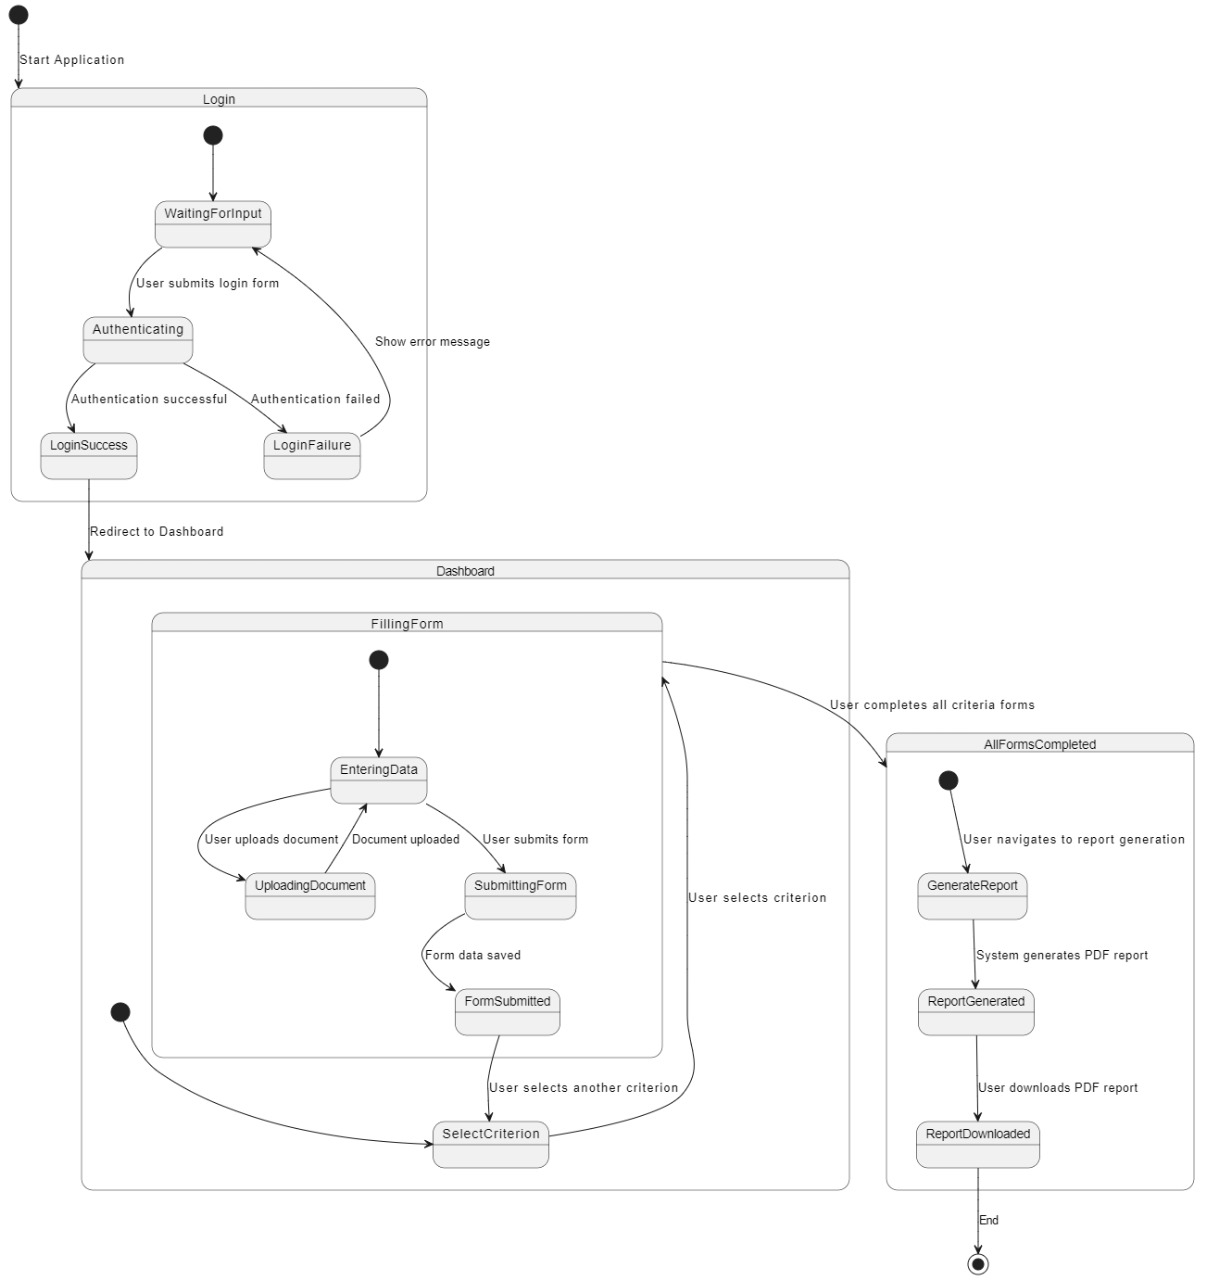 Start Application
Login
WaitingForInput
User submits login form
Authenticating
Show error message
Authentication successful
Authentication failed
LoginSuccess
LoginFailure
Redirect to Dashboard
Dashboard
FillingForm
User completes all criteria forms
AllFormsCompleted
EnteringData
User uploads document
Document uploaded
User submits form
User navigates to report generation
UploadingDocument
SubmittingForm
GenerateReport
User selects criterion
Form data saved
System generates PDF report
FormSubmitted
ReportGenerated
User selects another criterion
User downloads PDF report
SelectCriterion
ReportDownloaded
End